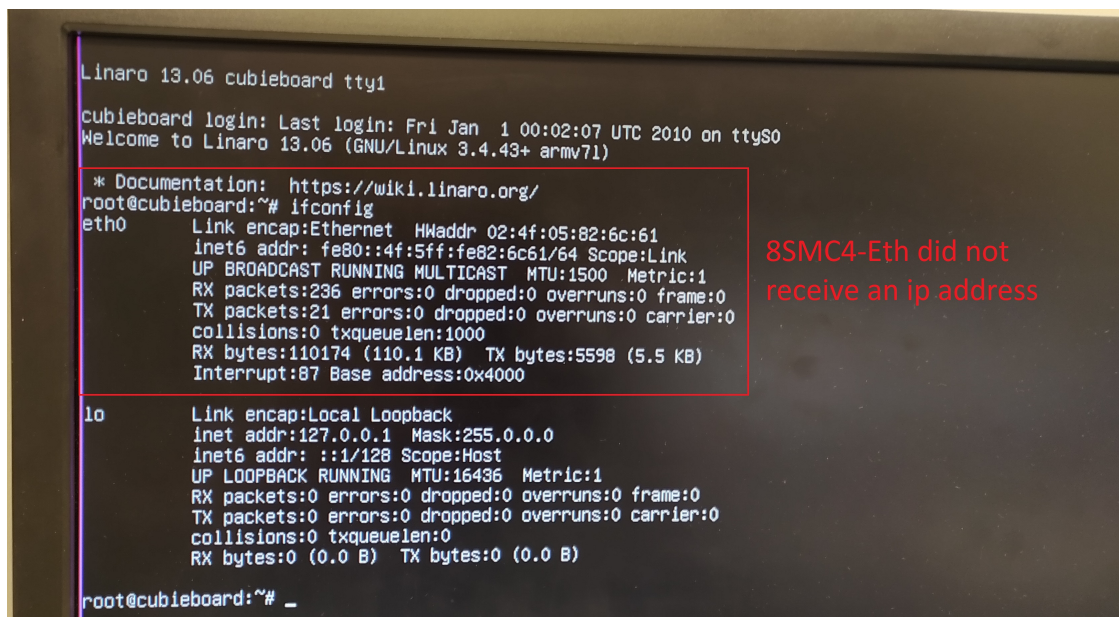 Linaro 13.06 cubieboard tty1
cubieboard login: Last login: Fri Jan  1 00:02:07 UTC 2010 on ttyS0
Welcome to Linaro 13.06 (GNU/Linux 3.4.43+ armv7l)
* Documentation:  https://wiki.linaro.org/
root@cubieboard:~# ifconfig
eth0      Link encap:Ethernet  HWaddr 02:4f:05:82:6c:61
inet6 addr: fe80::4f:5ff:fe82:6c61/64 Scope:Link
UP BROADCAST RUNNING MULTICAST  MTU:1500  Metric:1
RX packets:236 errors:0 dropped:0 overruns:0 frame:0
TX packets:21 errors:0 dropped:0 overruns:0 carrier:0
collisions:0 txqueuelen:1000
RX bytes:110174 (110.1 KB)  TX bytes:5598 (5.5 KB)
Interrupt:87 Base address:0x4000
8SMC4-Eth did not
receive an ip address
lo        Link encap:Local Loopback
inet addr:127.0.0.1  Mask:255.0.0.0
inet6 addr: ::1/128 Scope:Host
UP LOOPBACK RUNNING  MTU:16436  Metric:1
RX packets:0 errors:0 dropped:0 overruns:0 frame:0
TX packets:0 errors:0 dropped:0 overruns:0 carrier:0
collisions:0 txqueuelen:0
RX bytes:0 (0.0 B)  TX bytes:0 (0.0 B)
root@cubieboard:~# _